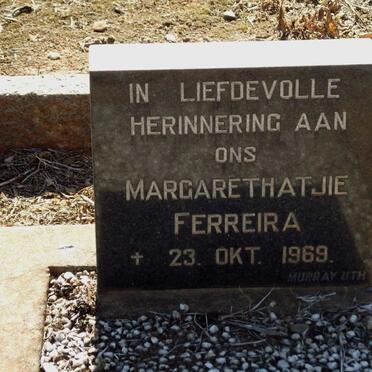 IN LIEFDEVOLLE
HERINNERING AAN
ONS
MARGARETHATJIE
FERREIRA
+ 23. OKT. 1969.
MURRAY UTH